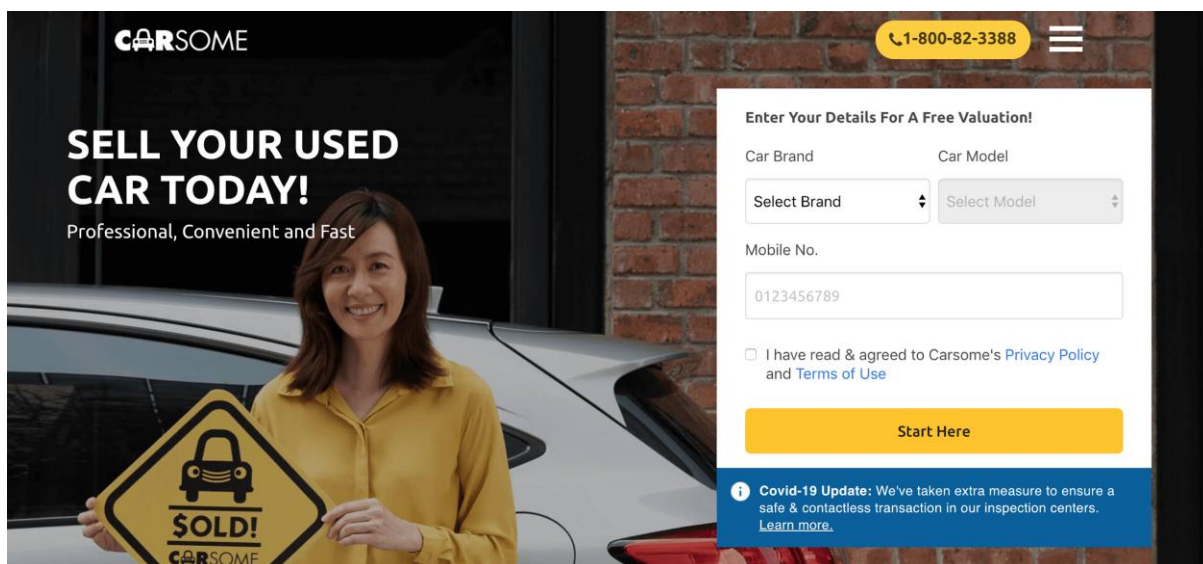 CARSOME
1-800-82-3388
SELL YOUR USED
CAR TODAY!
Professional, Convenient and Fast
Enter Your Details For A Free Valuation!
Car Brand
Car Model
Select Brand
Select Model
Mobile No.
0123456789
I have read & agreed to Carsome's Privacy Policy
and Terms of Use
Start Here
Covid-19 Update: We've taken extra measure to ensure a
safe & contactless transaction in our inspection centers.
Learn more.
$OLD!
CARSOME